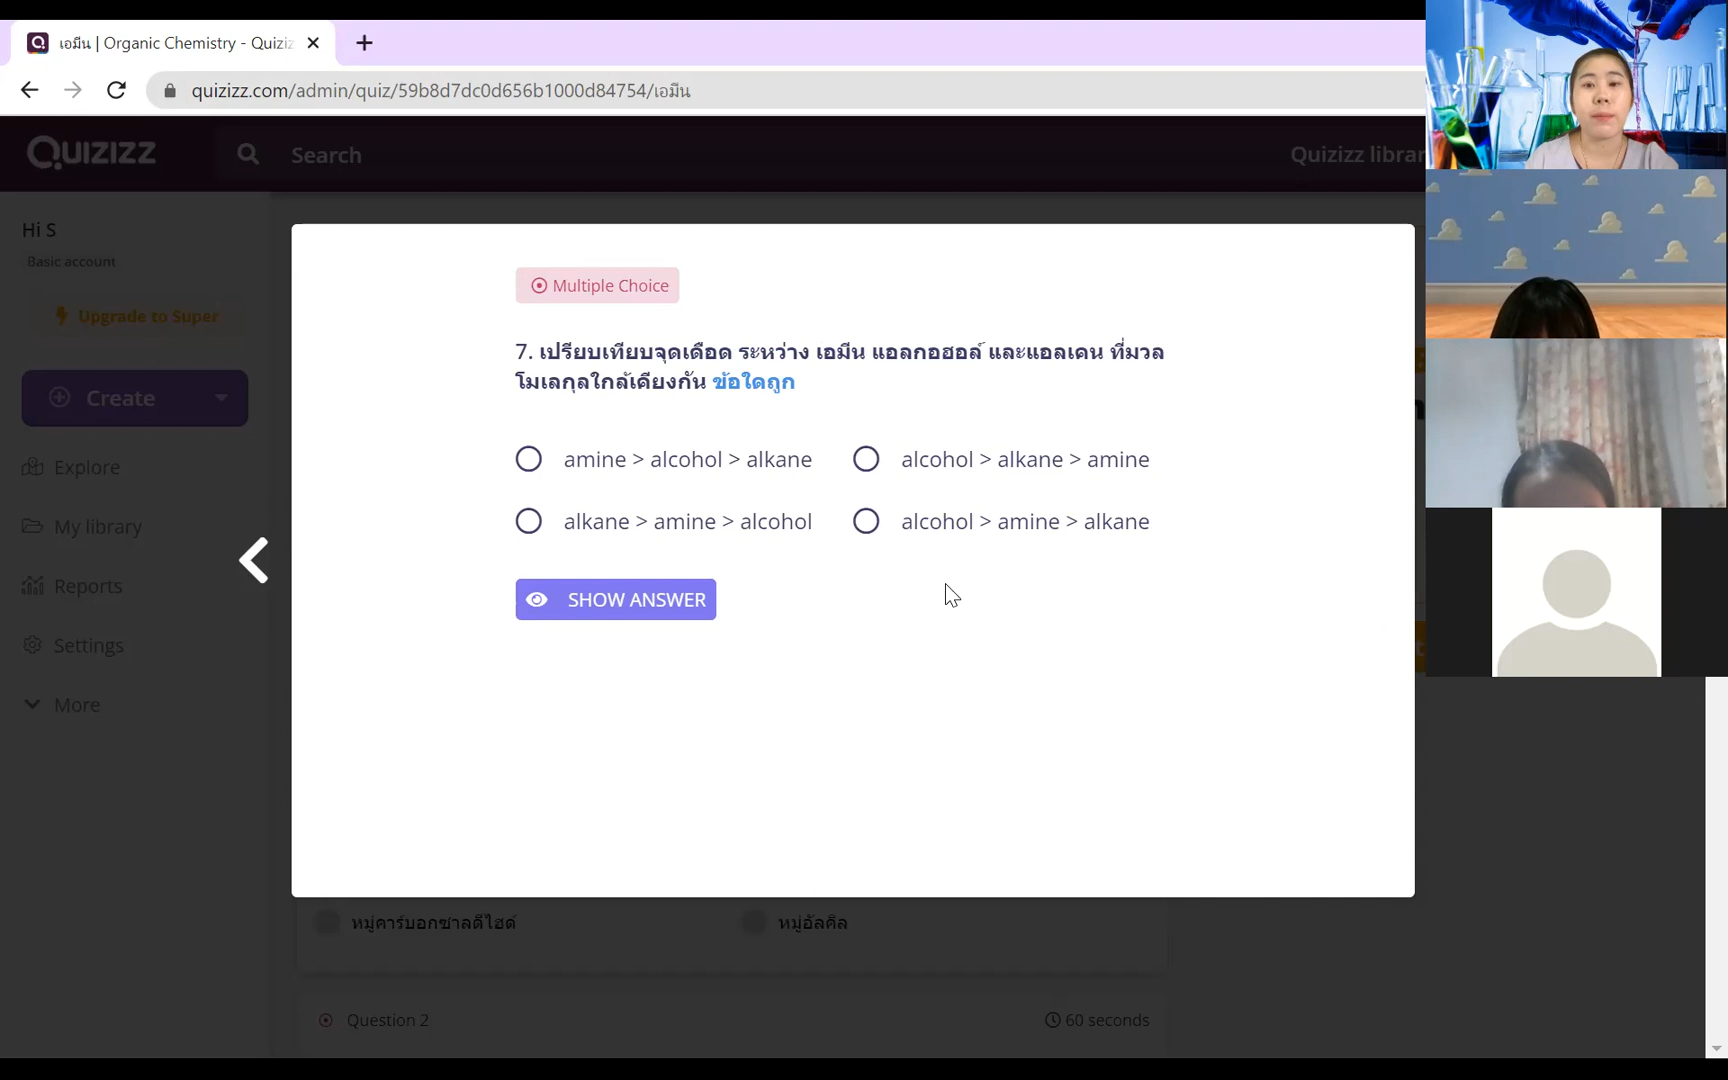 เอมีน | Organic Chemistry - Quiziz
quizizz.com/admin/quiz/59b8d7dc0d656b1000d84754/เอมีน
Quizizz
Search
Quizizz librar
Hi S
Basic account
Upgrade to Super
Create
Explore
My library
Reports
Settings
More
Multiple Choice
7. เปรียบเทียบจุดเดือด ระหว่าง เอมีน แอลกอฮอล์ และแอลเคน ที่มวล
โมเลกุลใกล้เคียงกัน ข้อใดถูก
amine > alcohol > alkane
alcohol > alkane > amine
alkane > amine > alcohol
alcohol > amine > alkane
SHOW ANSWER
หมู่คาร์บอกซาลดีไฮด์
หมู่อัลคิล
Question 2
60 seconds